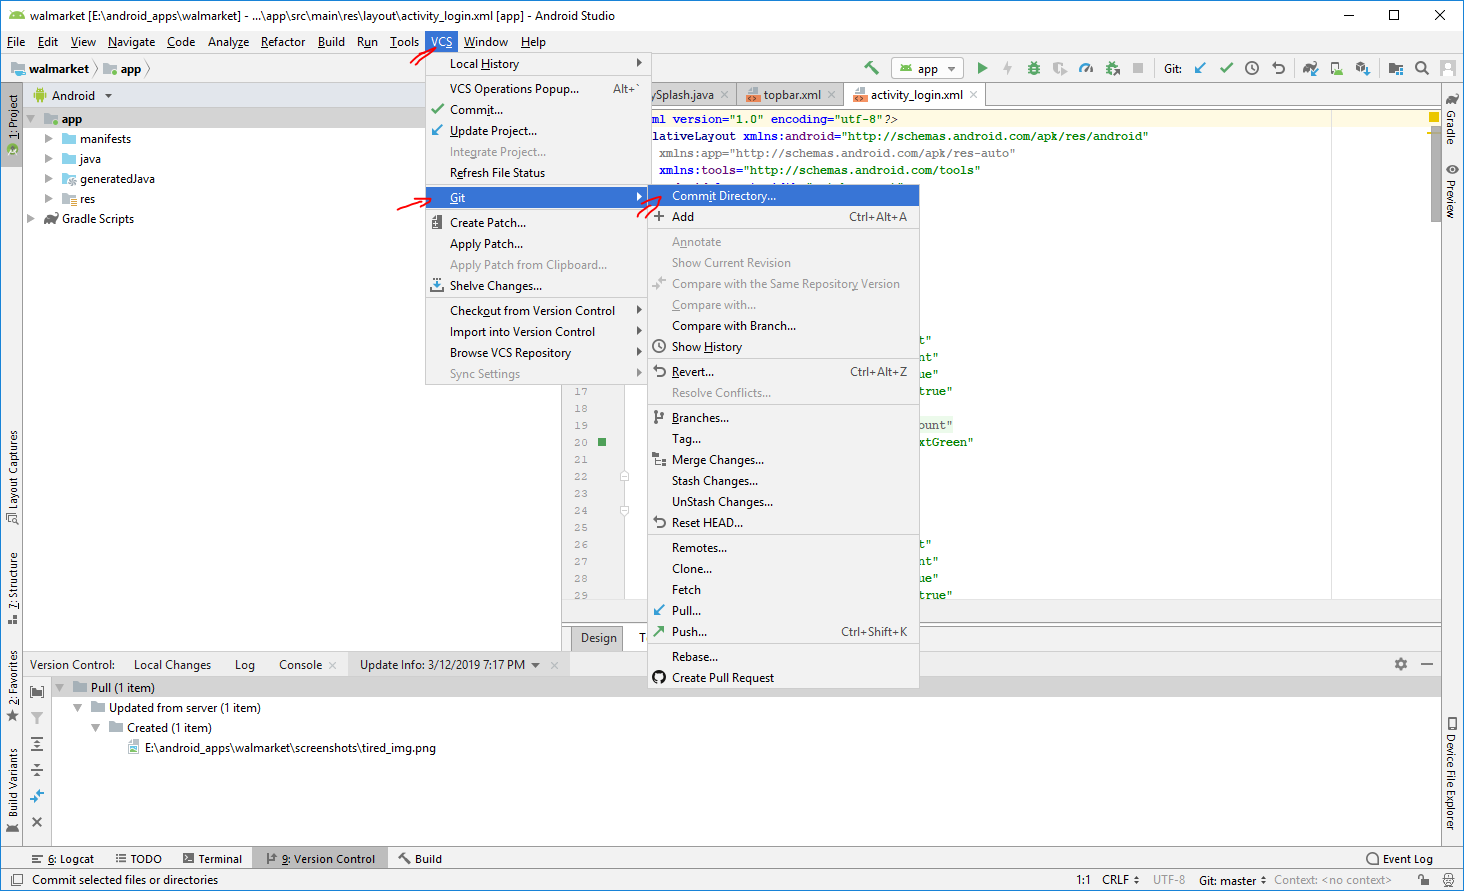 walmarket [E:\android_apps\walmarket] - ...\app\src\main\res\layout\activity_login.xml [app] - Android Studio
File Edit View Navigate Code Analyze Refactor Build Run Tools VCS Window Help
walmarket app
app Git:
Android
app
manifests
java
generatedJava
res
Gradle Scripts
Local History
VCS Operations Popup... Alt+`
Commit...
Update Project...
Integrate Project...
Refresh File Status
Git
Create Patch...
Apply Patch...
Apply Patch from Clipboard...
Shelve Changes...
Checkout from Version Control
Import into Version Control
Browse VCS Repository
Sync Settings
Commit Directory...
Add Ctrl+Alt+A
Annotate
Show Current Revision
Compare with the Same Repository Version
Compare with...
Compare with Branch...
Show History
Revert... Ctrl+Alt+Z
Resolve Conflicts...
Branches...
Tag...
Merge Changes...
Stash Changes...
UnStash Changes...
Reset HEAD...
Remotes...
Clone...
Fetch
Pull...
Push... Ctrl+Shift+K
Rebase...
Create Pull Request
ySplash.java topbar.xml activity_login.xml
ml version="1.0" encoding="utf-8"?>
lativeLayout xmlns:android="http://schemas.android.com/apk/res/android"
xmlns:app="http://schemas.android.com/apk/res-auto"
xmlns:tools="http://schemas.android.com/tools"
t"
nt"
ue"
17 true"
18
19 ount"
20 xtGreen"
21
22
23
24
25
26 t"
27 nt"
28 ue"
29 true"
Design T
1: Project
Layout Captures
7: Structure
2: Favorites
Build Variants
Gradle
Preview
Device File Explorer
Version Control: Local Changes Log Console Update Info: 3/12/2019 7:17 PM
Pull (1 item)
Updated from server (1 item)
Created (1 item)
E:\android_apps\walmarket\screenshots\tired_img.png
6: Logcat TODO Terminal 9: Version Control Build Event Log
Commit selected files or directories 1:1 CRLF UTF-8 Git: master Context: <no context>